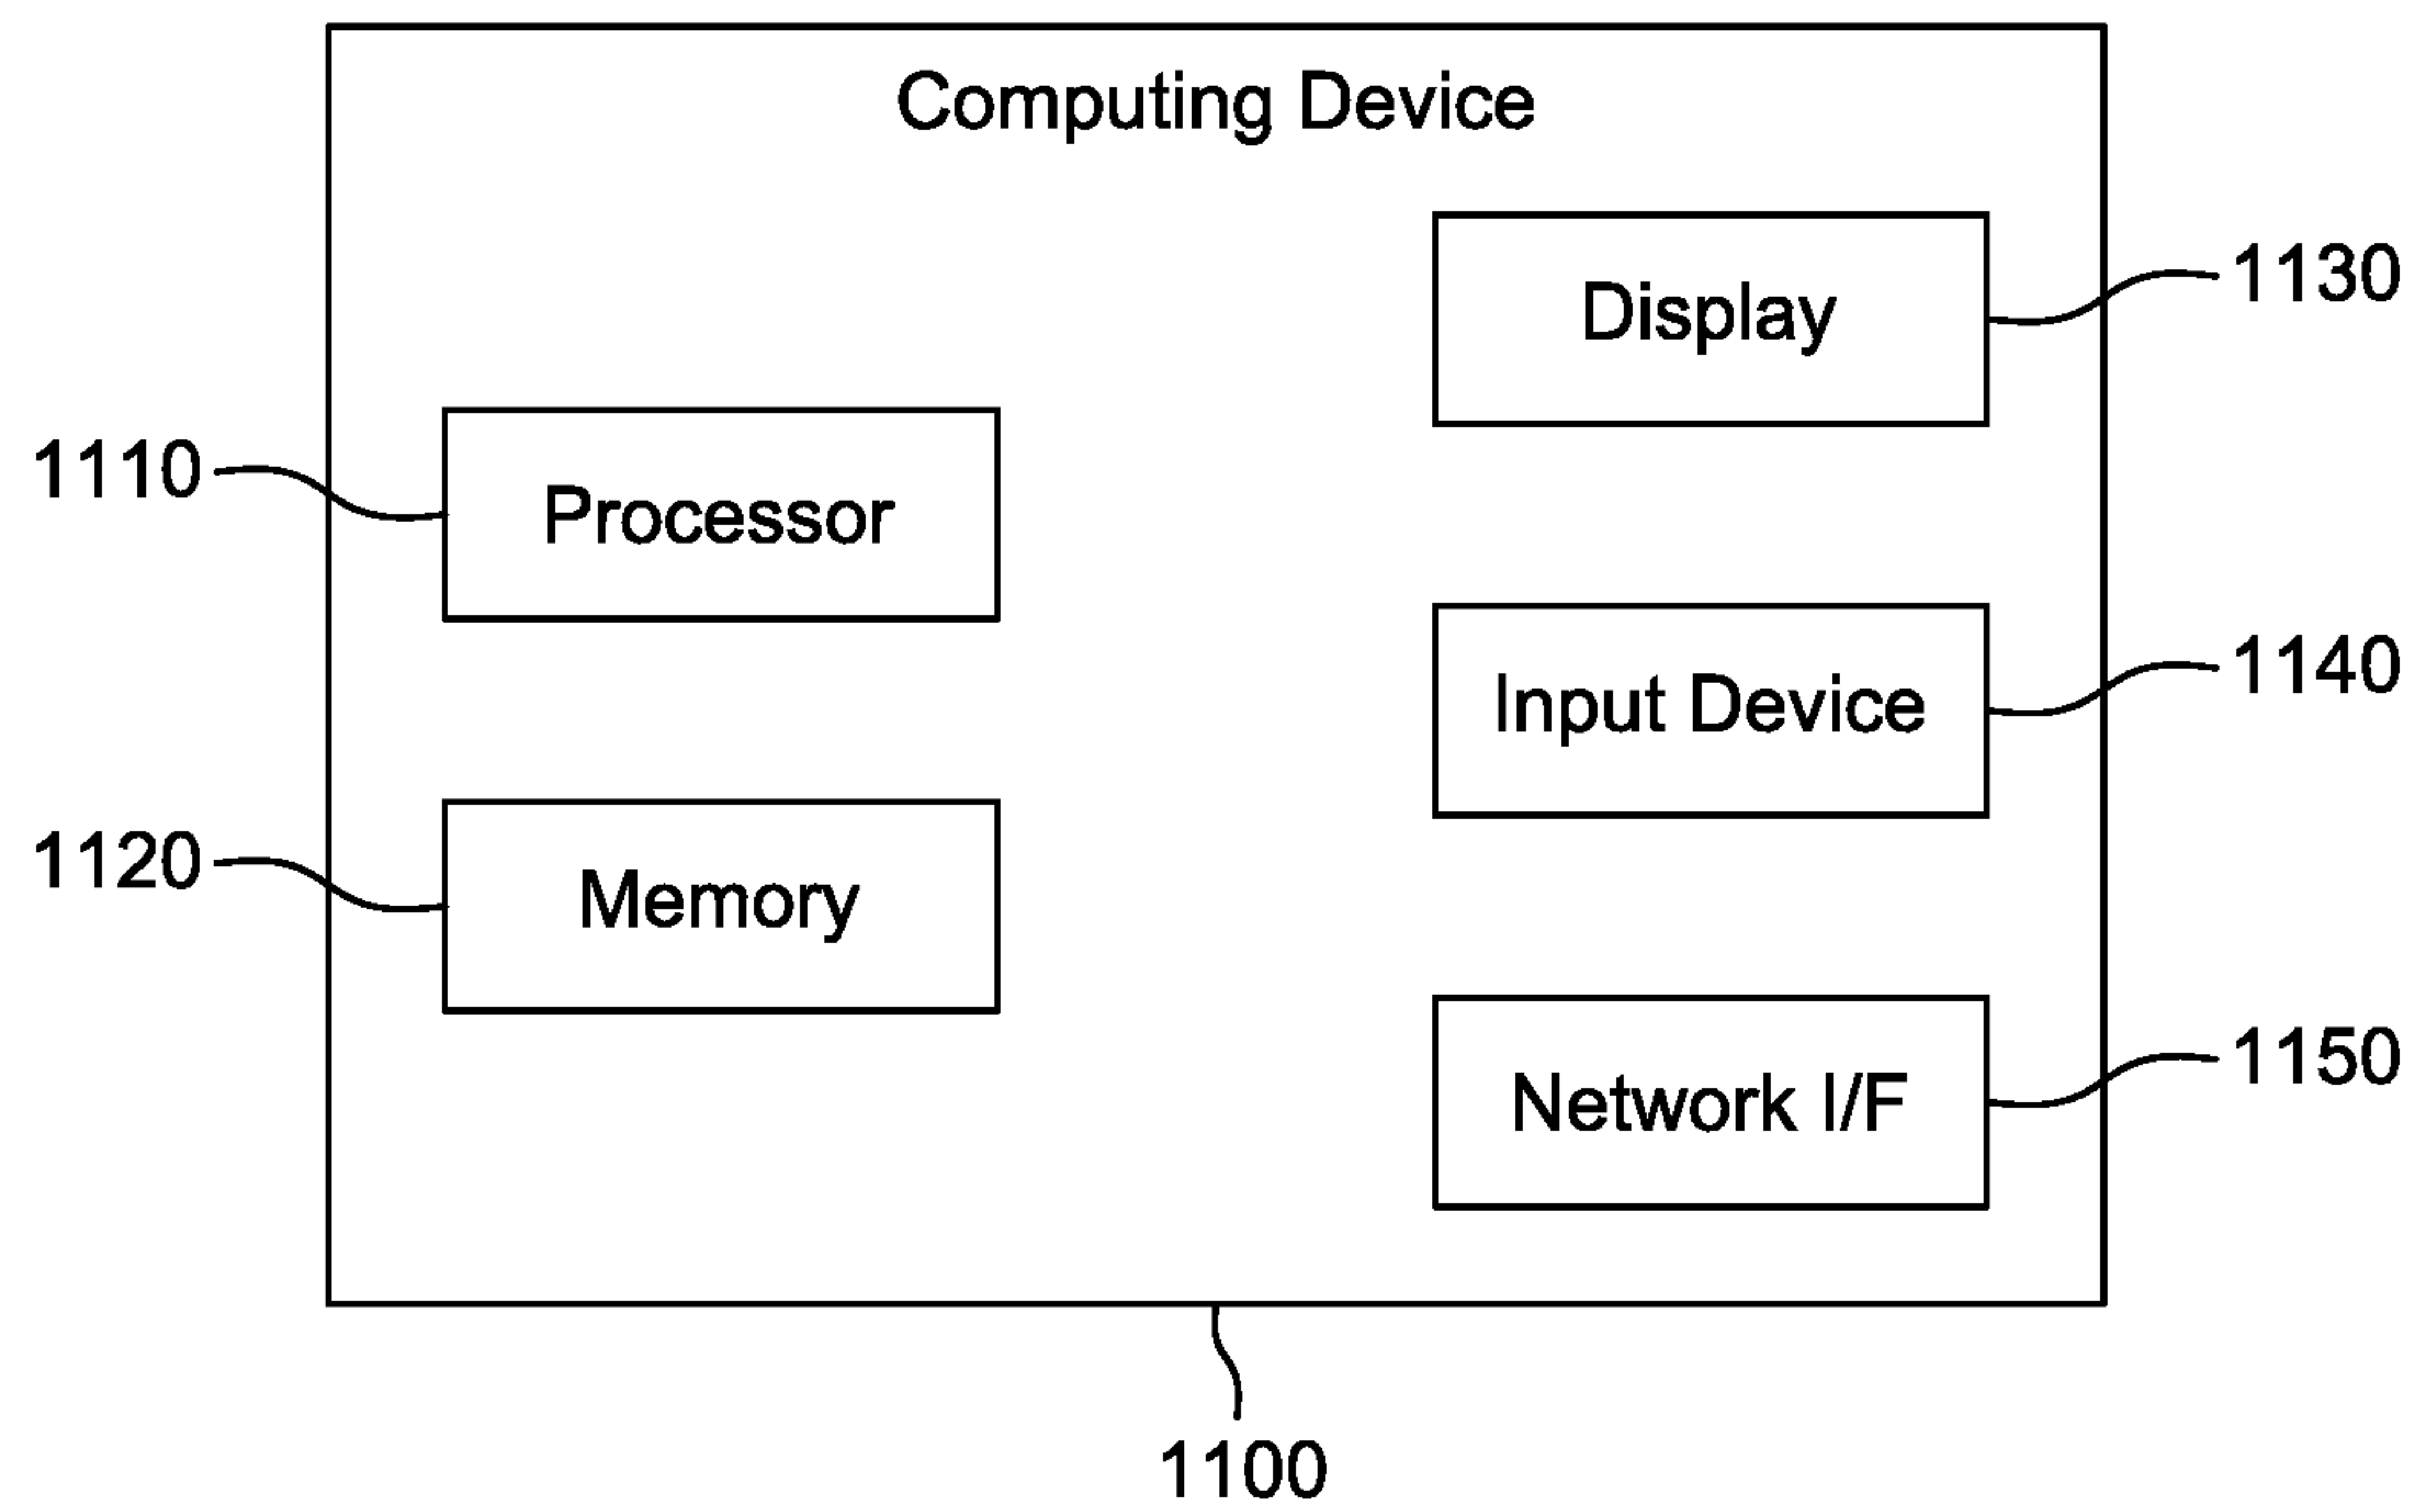 Computing Device
Display
1130
1110
Processor
Input Device
1140
1120
Memory
Network I/F
1150
1100